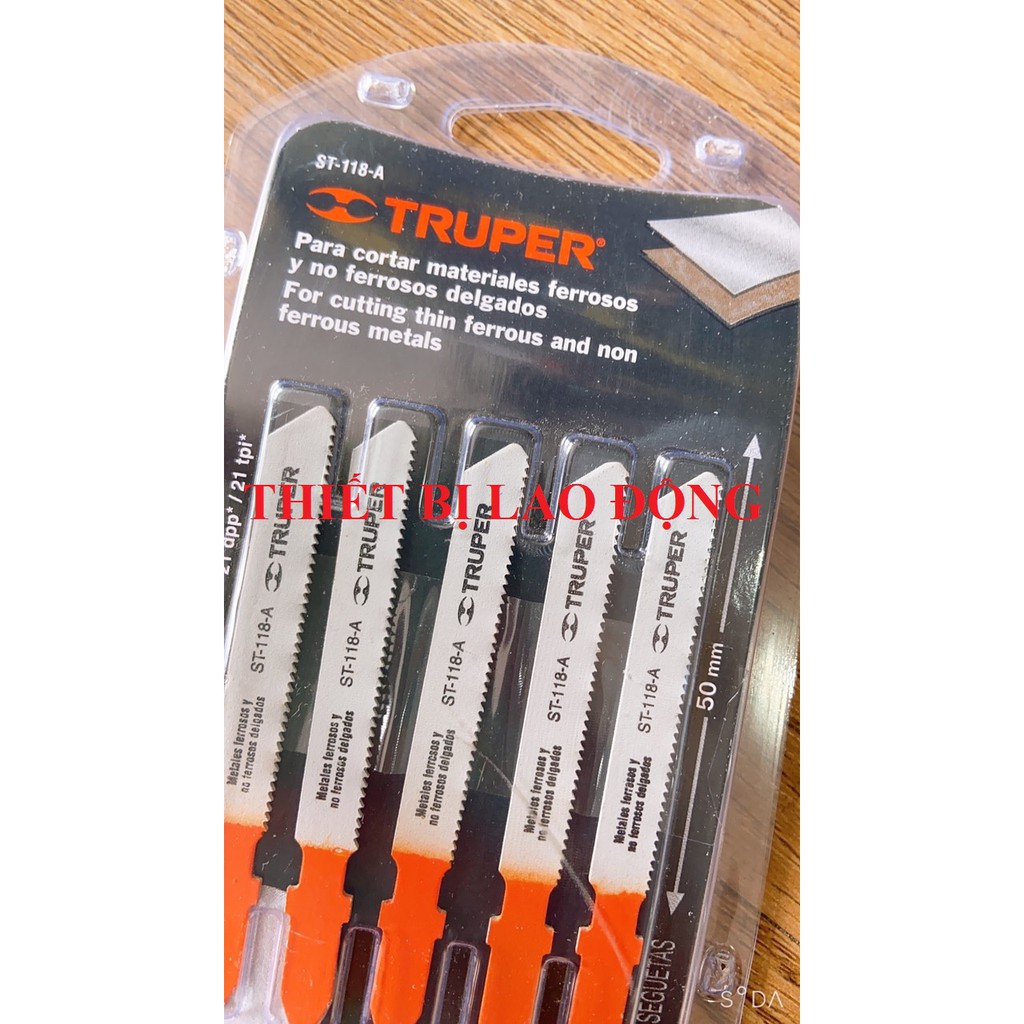 ST-118-A
TRUPER®
Para cortar materiales ferrosos
y no ferrosos delgados
For cutting thin ferrous and non
ferrous metals
21 dpp* / 21 tpi*
THIẾT BỊ LAO ĐỘNG
TRUPER
ST-118-A
Metales ferrosos y
no ferrosos delgados
TRUPER
ST-118-A
Metales ferrosos y
no ferrosos delgados
TRUPER
ST-118-A
Metales ferrosos y
no ferrosos delgados
TRUPER
ST-118-A
Metales ferrosos y
no ferrosos delgados
TRUPER
ST-118-A
Metales ferrosos y
no ferrosos delgados
50 mm
SEGUETAS